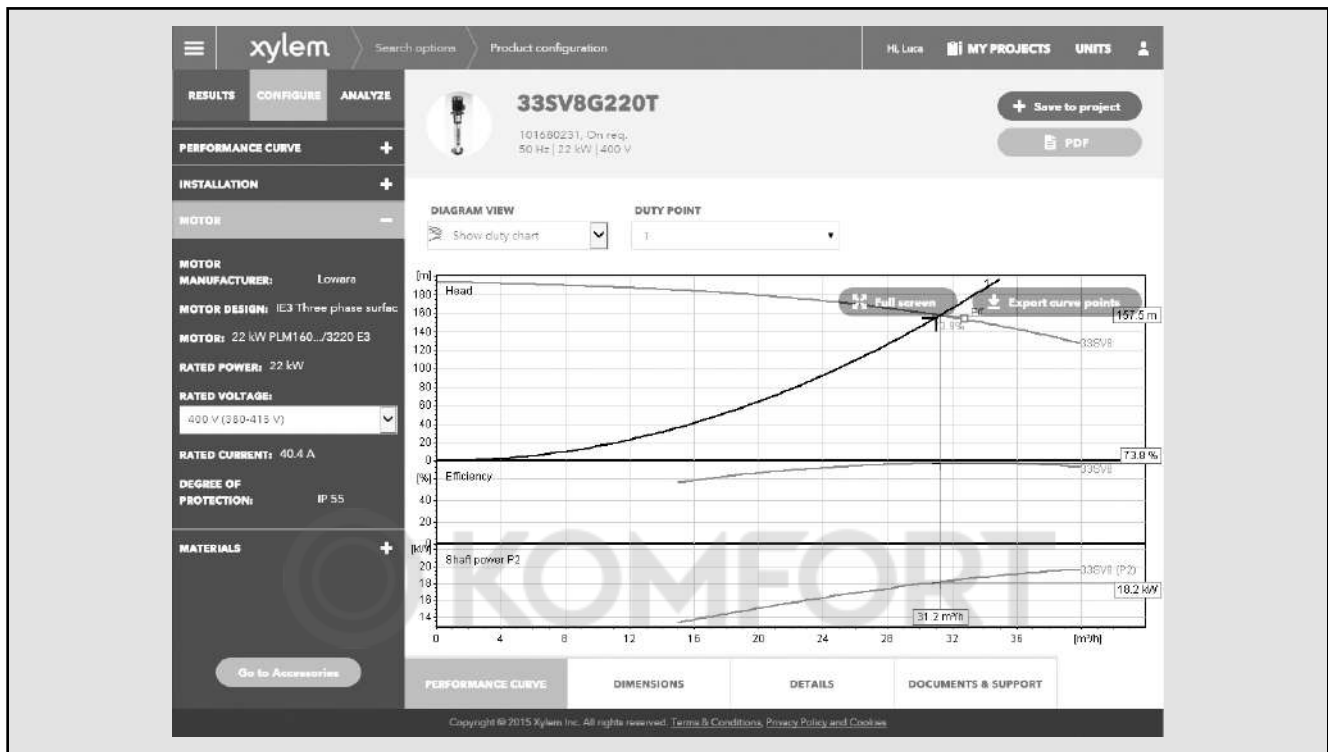 xylem
Search options
Product configuration
Hi, Luca
MY PROJECTS
UNITS
RESULTS
CONFIGURE
ANALYZE
33SV8G220T
101680231, On req.
50 Hz | 22 kW | 400 V
+ Save to project
PDF
PERFORMANCE CURVE +
INSTALLATION +
MOTOR −
DIAGRAM VIEW
DUTY POINT
Show duty chart
1
MOTOR
MANUFACTURER: Lowara
MOTOR DESIGN: IE3 Three phase surfac
MOTOR: 22 kW PLM160.../3220 E3
RATED POWER: 22 kW
RATED VOLTAGE:
400 V (380-415 V)
RATED CURRENT: 40.4 A
DEGREE OF
PROTECTION: IP 55
MATERIALS +
Go to Accessories
[m]
Head
180
160
140
120
100
80
60
40
20
0
Full screen
Export curve points
157.5 m
1
33SV8
73.8 %
[%]
Efficiency
33SV8
40
20
0
[kW]
Shaft power P2
20
18
16
14
33SV8 (P2)
18.2 kW
31.2 m³/h
0
4
8
12
16
20
24
28
32
36
[m³/h]
KOMFORT
PERFORMANCE CURVE
DIMENSIONS
DETAILS
DOCUMENTS & SUPPORT
Copyright © 2015 Xylem Inc. All rights reserved. Terms & Conditions, Privacy Policy and Cookies